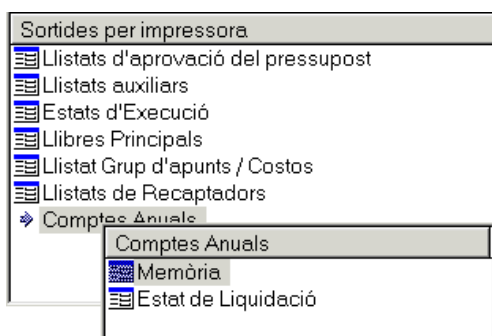 Sortides per impressora
Llistats d'aprovació del pressupost
Llistats auxiliars
Estats d'Execució
Llibres Principals
Llistat Grup d'apunts / Costos
Llistats de Recaptadors
Comptes Anuals
Comptes Anuals
Memòria
Estat de Liquidació